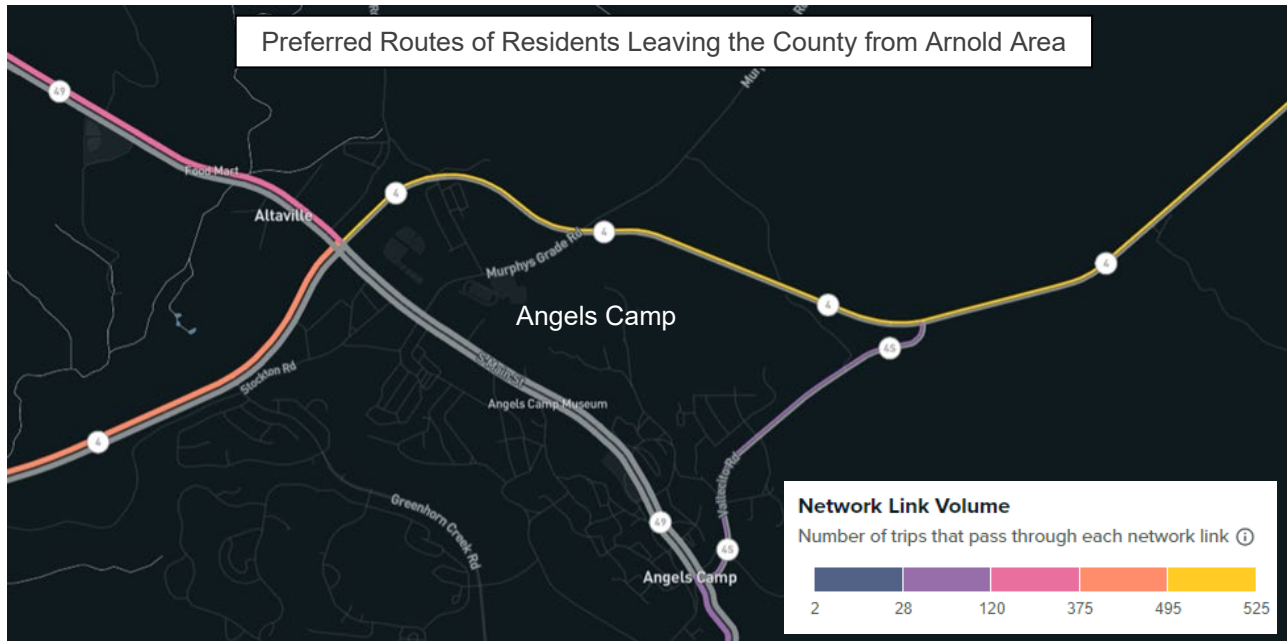 Preferred Routes of Residents Leaving the County from Arnold Area
49
Food Mart
Altaville
4
Murphys Grade Rd
4
4
4
Angels Camp
4S
Stockton Rd
S Main St
Angels Camp Museum
4
Vallecito Rd
Greenhorn Creek Rd
49
4S
Angels Camp
Network Link Volume
Number of trips that pass through each network link
2 28 120 375 495 525